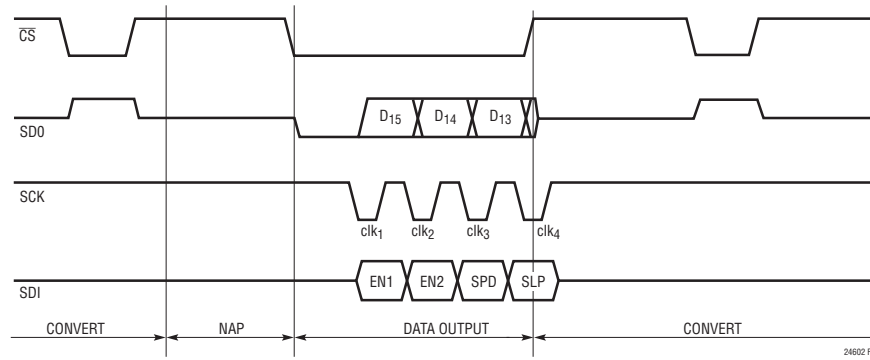 CS
SD0
D15 D14 D13
SCK
clk1 clk2 clk3 clk4
SDI
EN1 EN2 SPD SLP
CONVERT NAP DATA OUTPUT CONVERT
24602 F